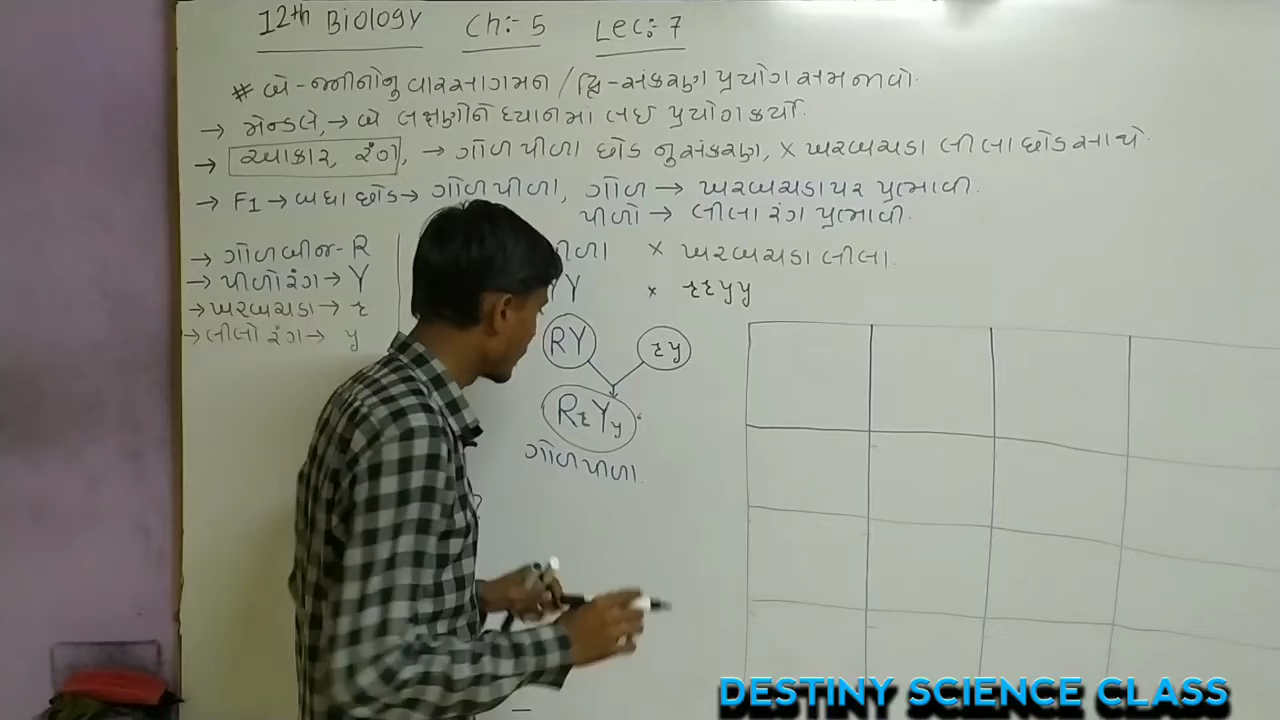 12th Biology Ch:- 5 Lec:- 7
# બે-જનીનોનુ વારસાગમન / દ્વિ-સંકરણ પ્રયોગ સમજાવો.
→ મેન્ડલે, → બે લક્ષણોને ધ્યાનમાં લઈ પ્રયોગ કર્યો.
→ આકાર, રંગ, → ગોળ પીળા છોડ નુ સંકરણ, × ખરબચડા લીલા છોડ સાથે.
→ F1 → બધા છોડ → ગોળ પીળા, ગોળ → ખરબચડા પર પ્રભાવી.
પીળો → લીલા રંગ પ્રભાવી.
→ ગોળ બીજ - R
→ પીળો રંગ → Y
→ ખરબચડા → r
→ લીલો રંગ → y
× ખરબચડા લીલા.
YY × rryy
RY ry
RrYy
ગોળ પીળા
DESTINY SCIENCE CLASS